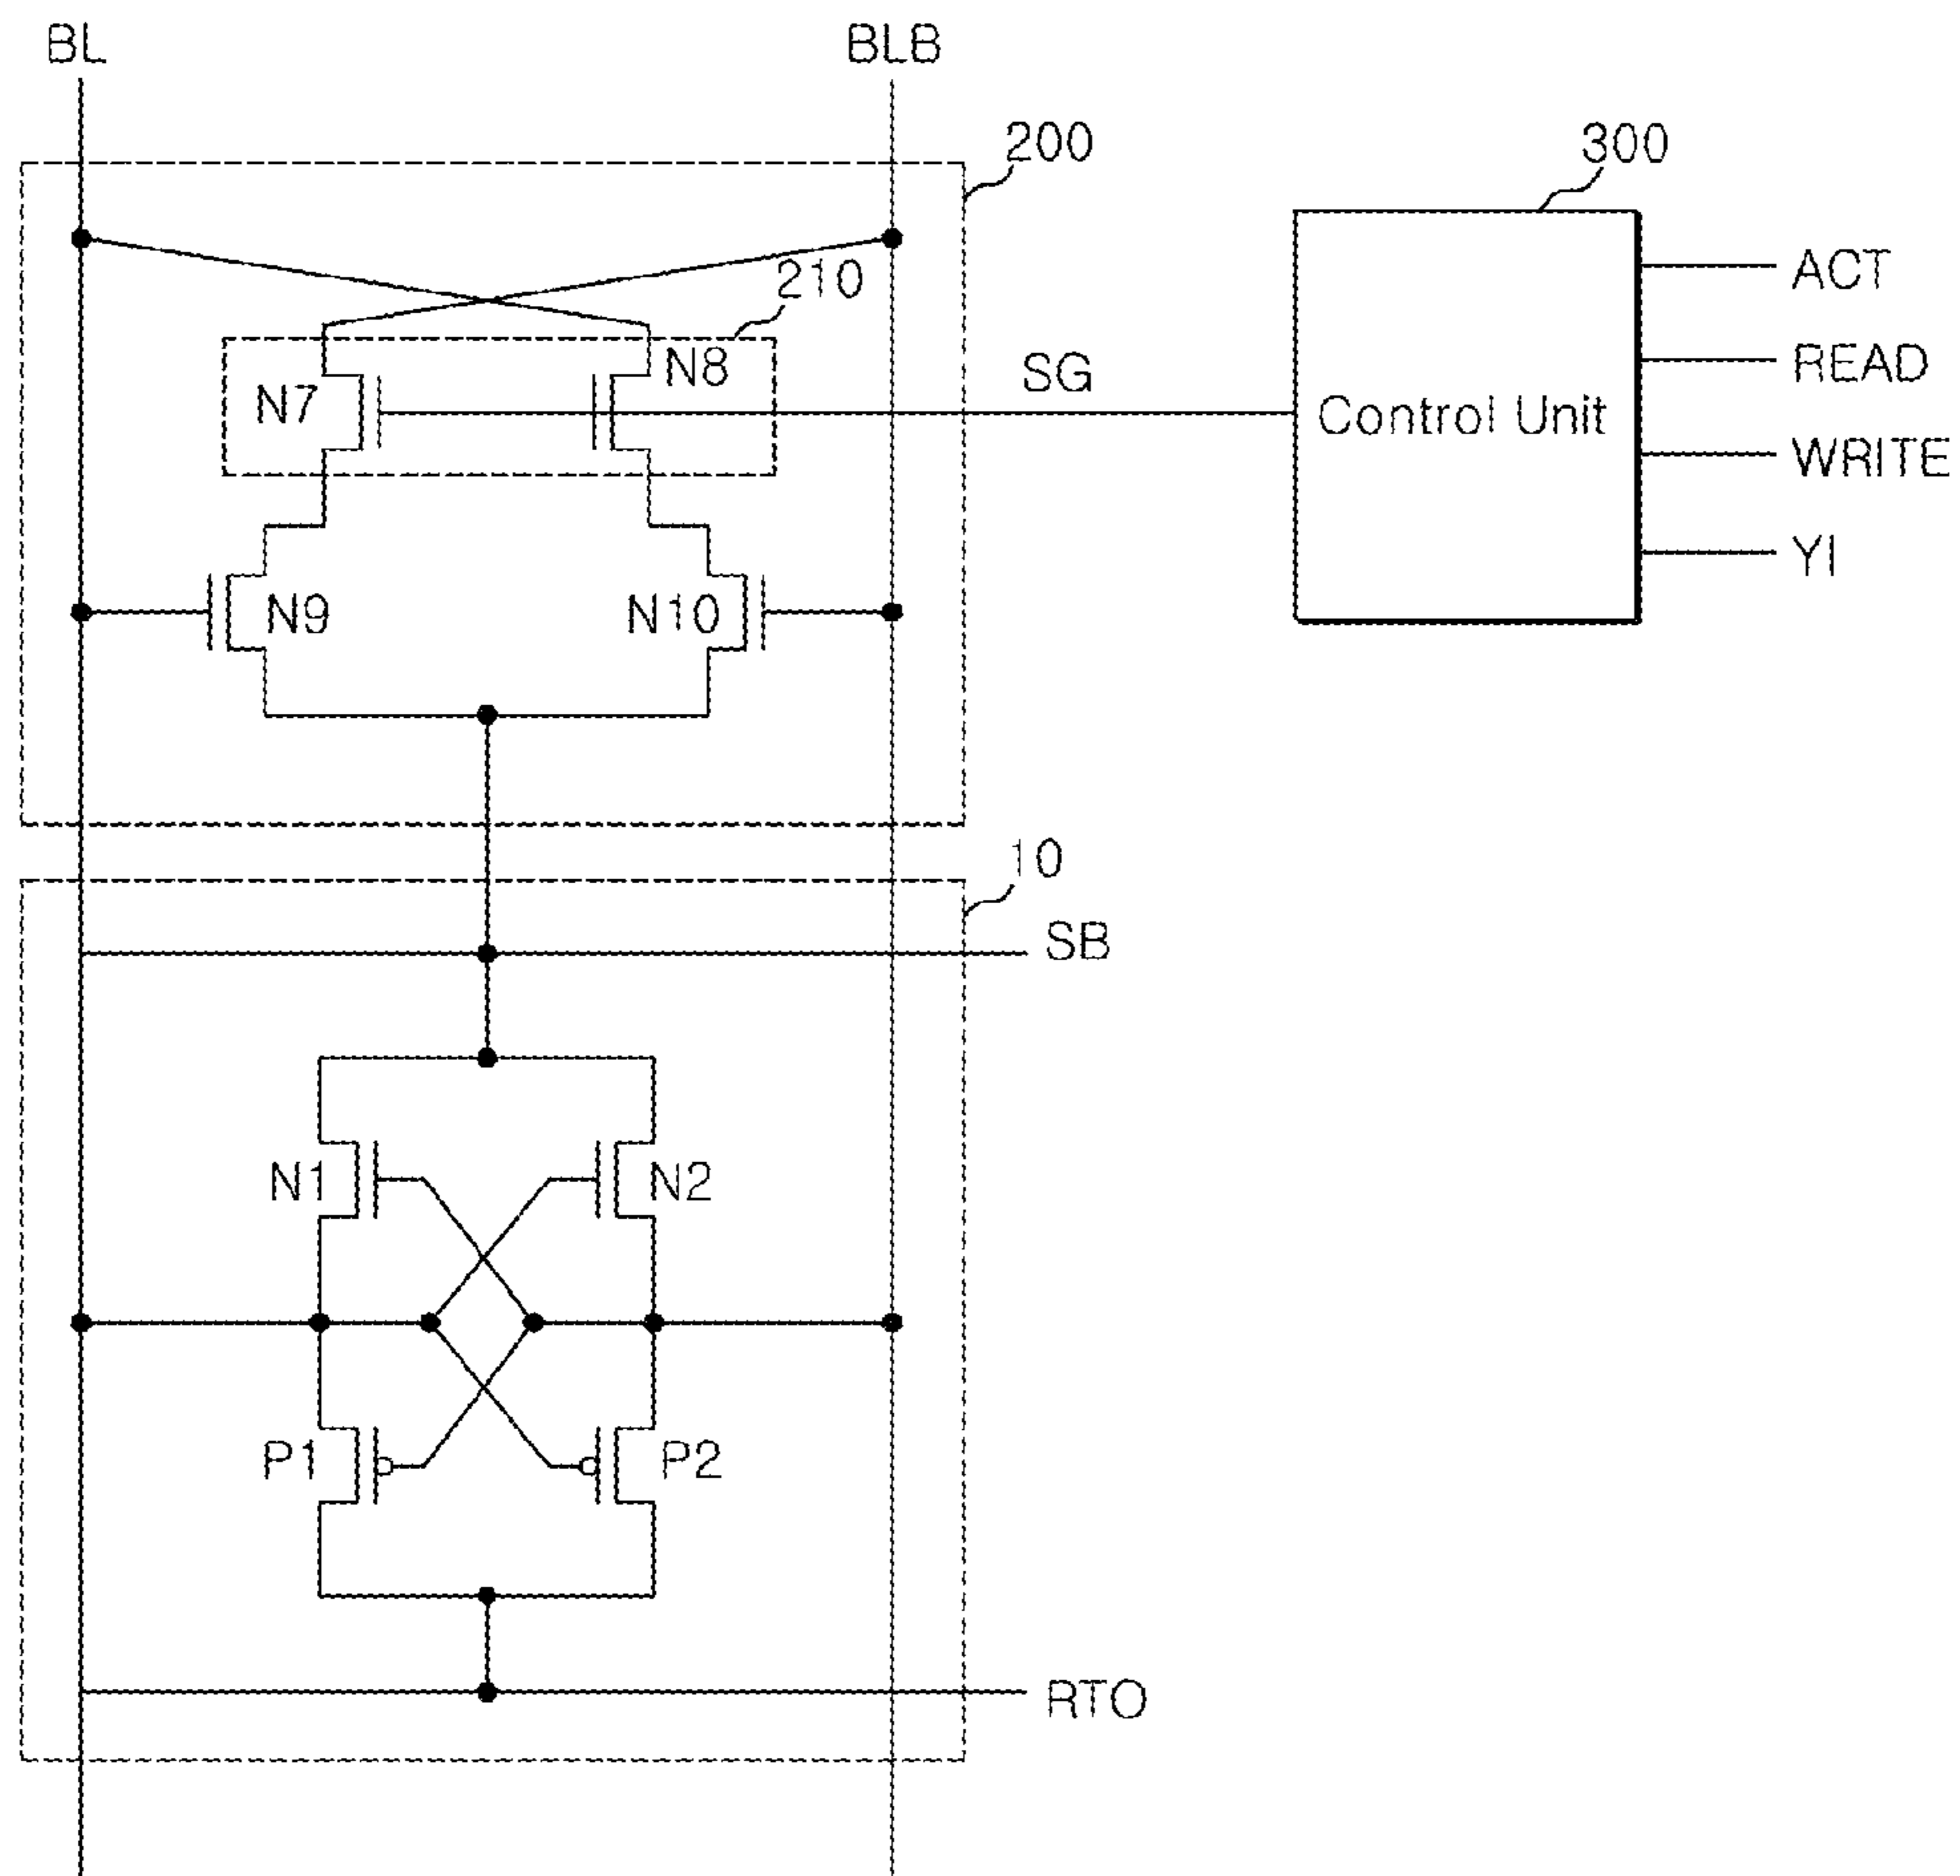 BL
BLB
200
300
210
ACT
N8
SG
READ
N7
Control Unit
WRITE
YI
N9
N10
10
SB
N1
N2
P1
P2
RTO